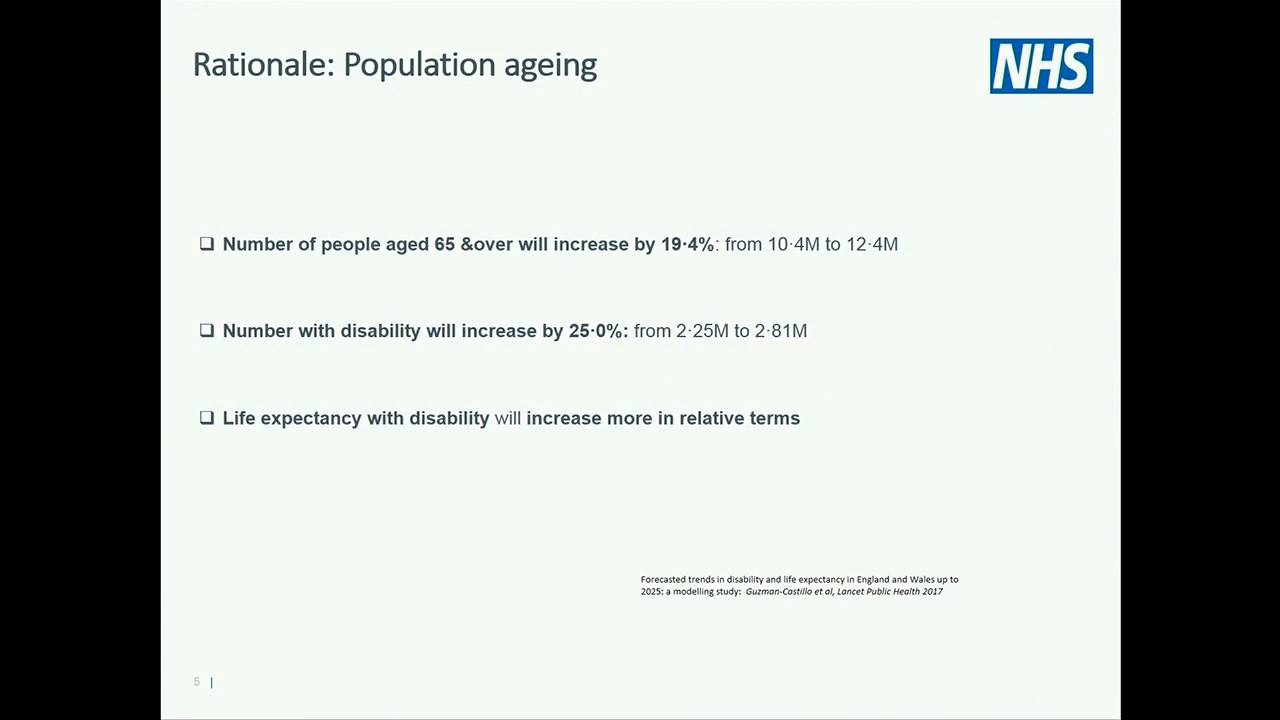 Rationale: Population ageing
NHS
❑ Number of people aged 65 &over will increase by 19·4%: from 10·4M to 12·4M
❑ Number with disability will increase by 25·0%: from 2·25M to 2·81M
❑ Life expectancy with disability will increase more in relative terms
Forecasted trends in disability and life expectancy in England and Wales up to
2025: a modelling study: Guzman-Castillo et al, Lancet Public Health 2017
5 |